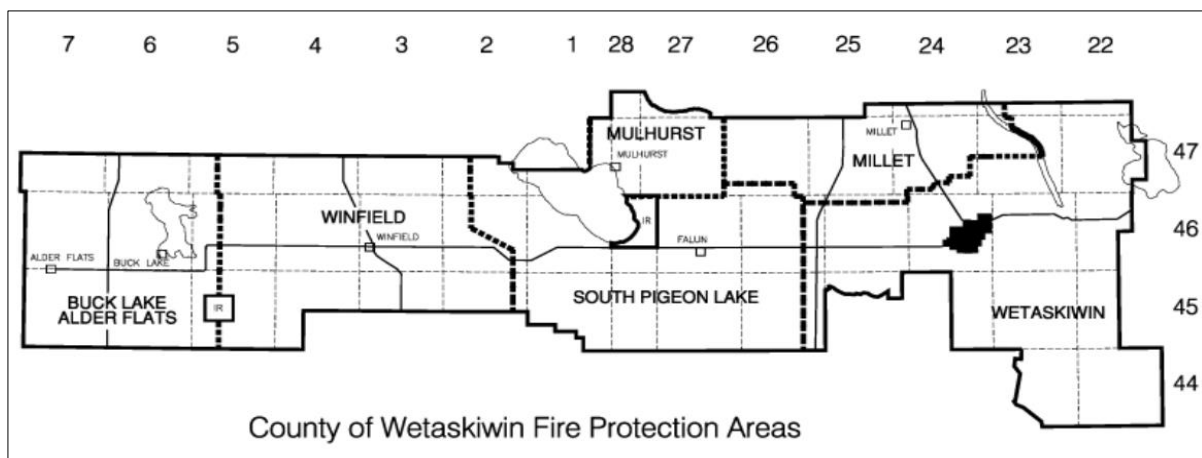 7 6 5 4 3 2 1 28 27 26 25 24 23 22
MULHURST
MULHURST
MILLET
MILLET
47
WINFIELD
WINFIELD
IR
FALUN
46
ALDER FLATS
BUCK LAKE
BUCK LAKE
ALDER FLATS
IR
SOUTH PIGEON LAKE
WETASKIWIN
45
44
County of Wetaskiwin Fire Protection Areas